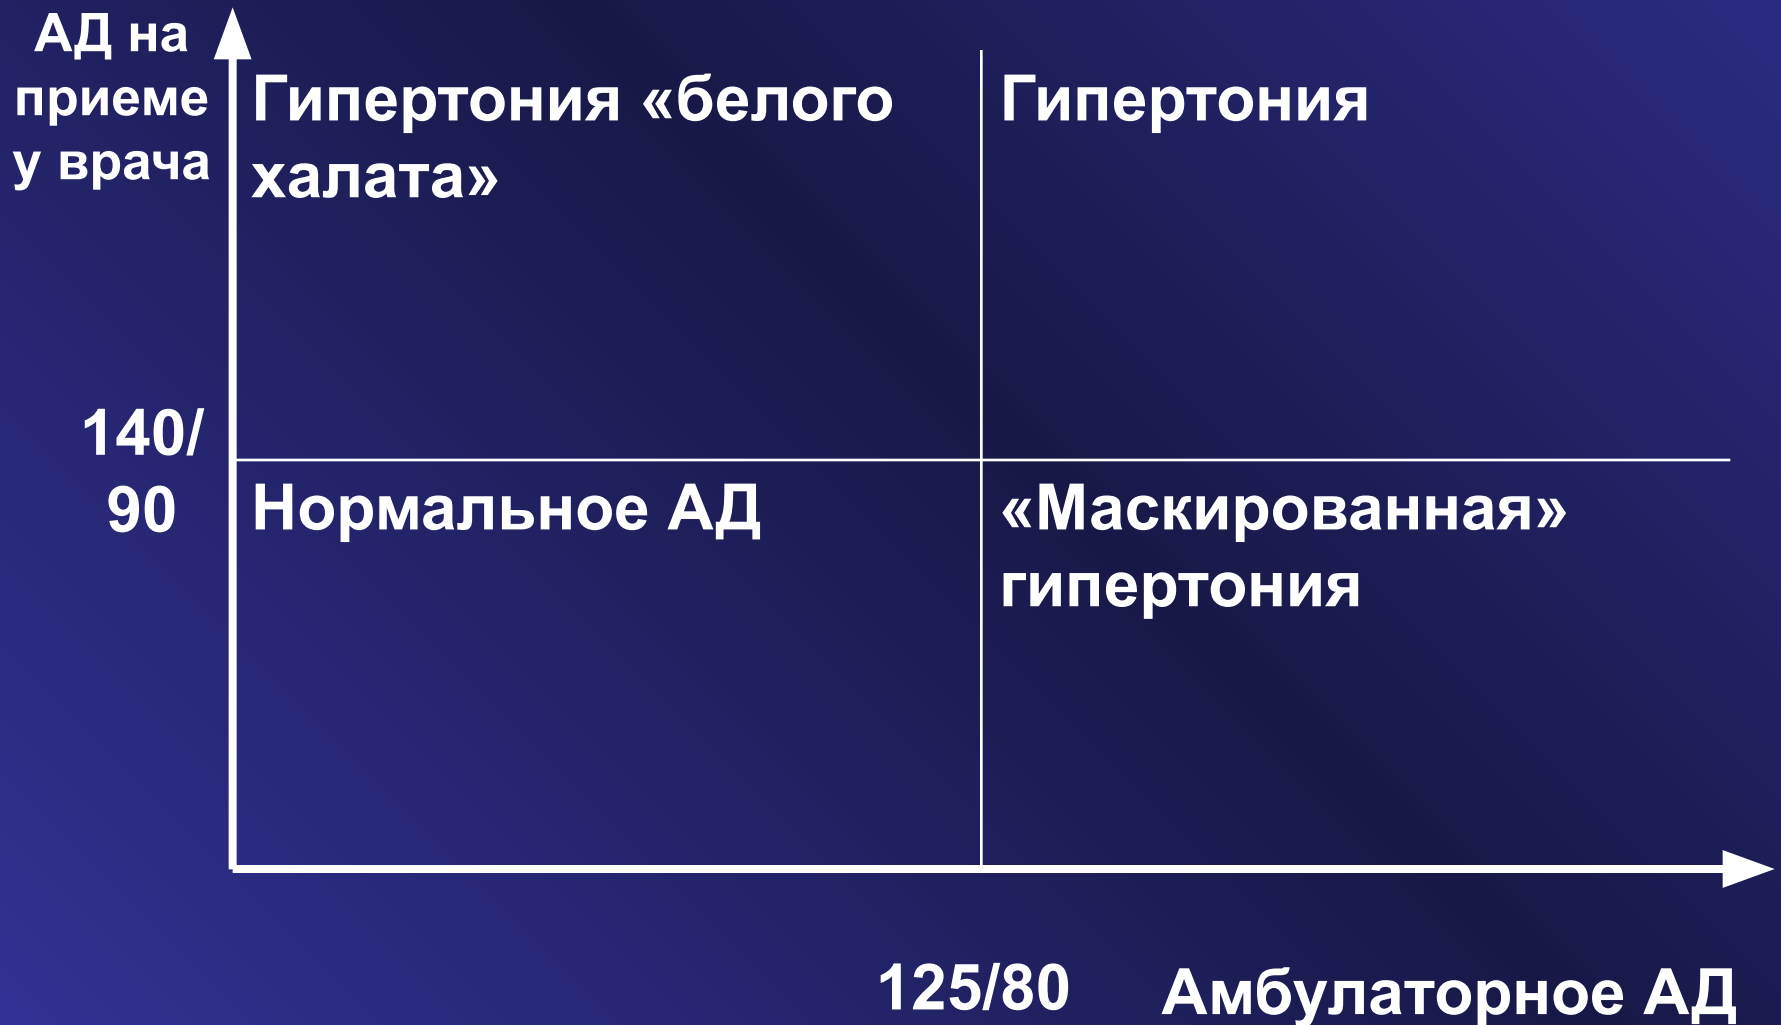 АД на
приеме
у врача
Гипертония «белого
халата»
Гипертония
140/
90
Нормальное АД
«Маскированная»
гипертония
125/80
Амбулаторное АД